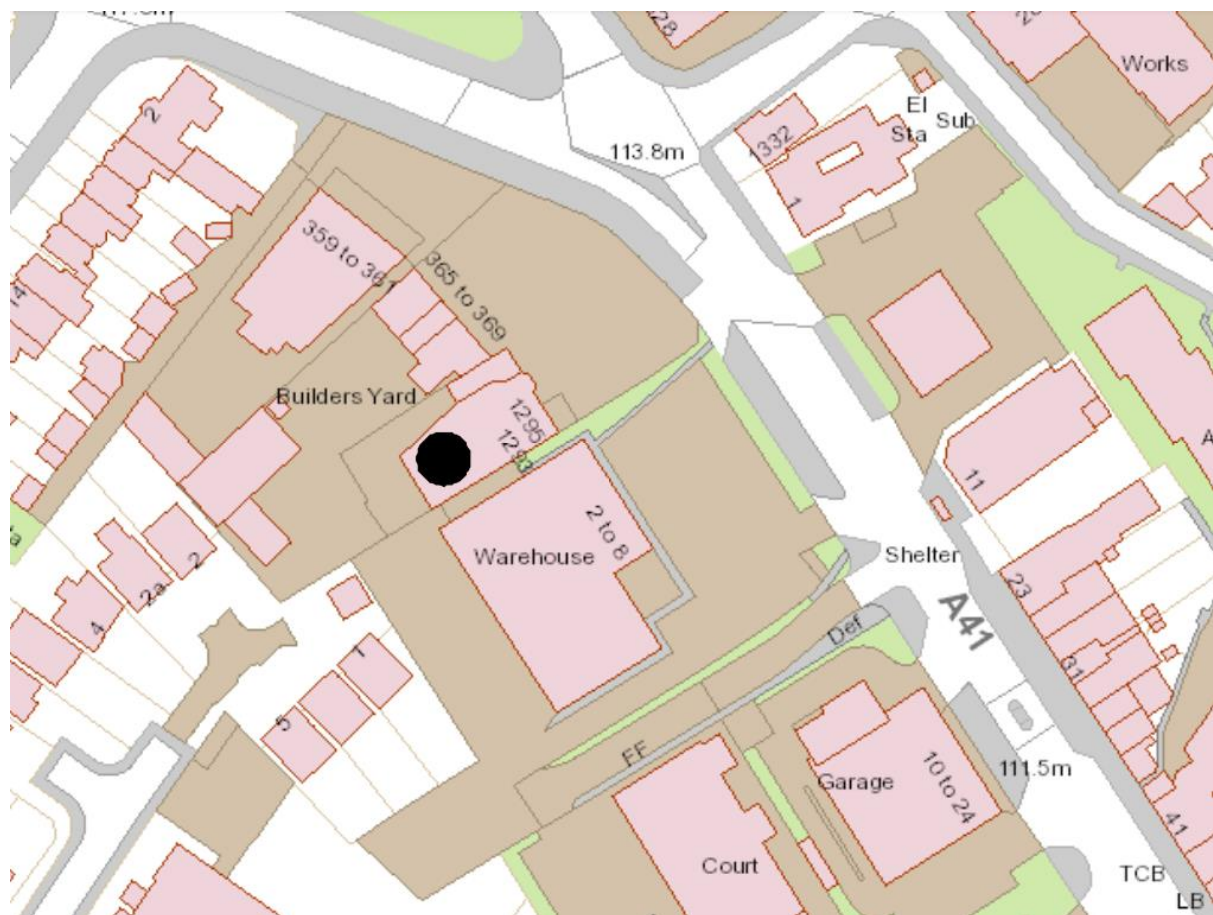 2
113.8m
1332
El
Sta
Sub
Works
1
359 to 361
365 to 369
Builders Yard
1295
1293
2 to 8
Warehouse
11
Shelter
23
A41
Def
31
2
2a
4
1
5
FF
Garage
10 to 24
111.5m
Court
41
TCB
LB